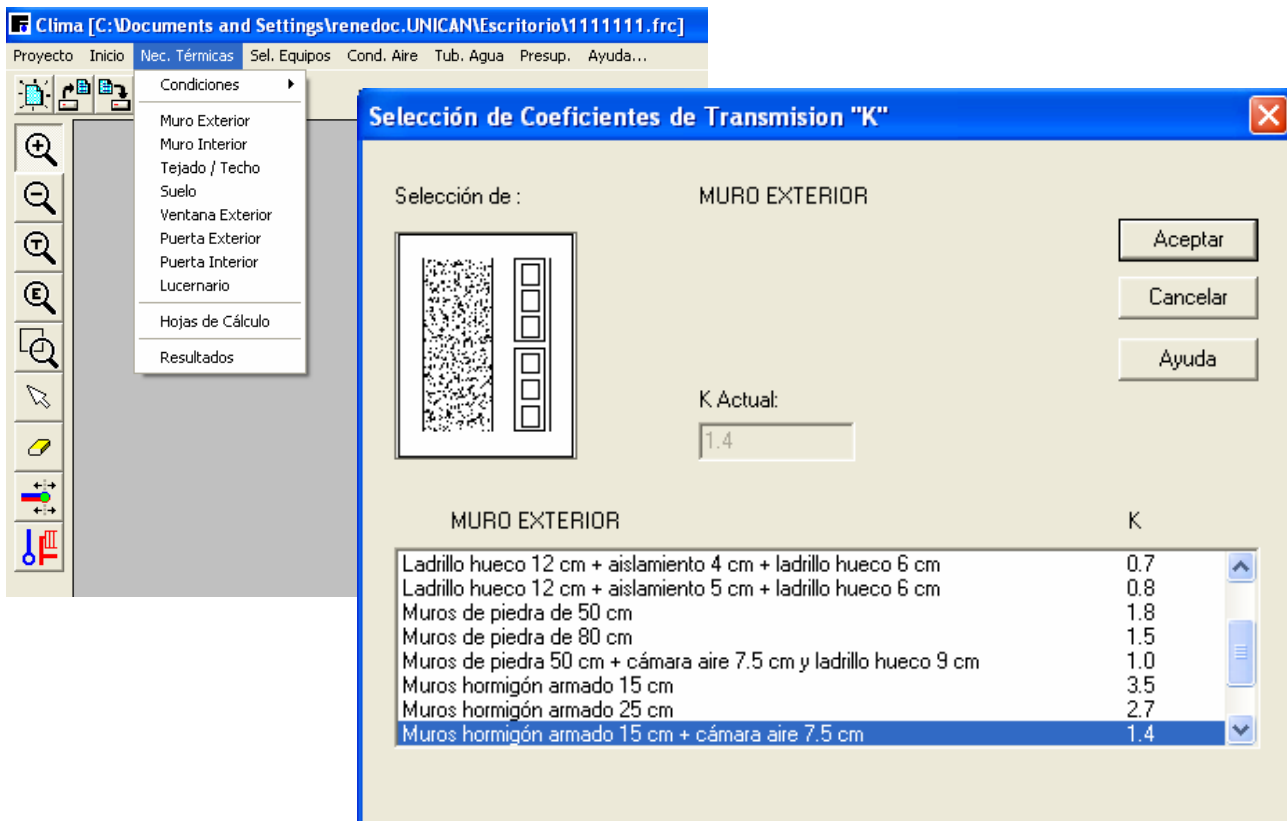 Clima [C:\Documents and Settings\renedoc.UNICAN\Escritorio\1111111.frc]
Proyecto Inicio Nec. Térmicas Sel. Equipos Cond. Aire Tub. Agua Presup. Ayuda...
Condiciones
Muro Exterior
Muro Interior
Tejado / Techo
Suelo
Ventana Exterior
Puerta Exterior
Puerta Interior
Lucernario
Hojas de Cálculo
Resultados
T
E
Selección de Coeficientes de Transmision "K"
Selección de :
MURO EXTERIOR
Aceptar
Cancelar
Ayuda
K Actual:
1.4
MURO EXTERIOR K
Ladrillo hueco 12 cm + aislamiento 4 cm + ladrillo hueco 6 cm 0.7
Ladrillo hueco 12 cm + aislamiento 5 cm + ladrillo hueco 6 cm 0.8
Muros de piedra de 50 cm 1.8
Muros de piedra de 80 cm 1.5
Muros de piedra 50 cm + cámara aire 7.5 cm y ladrillo hueco 9 cm 1.0
Muros hormigón armado 15 cm 3.5
Muros hormigón armado 25 cm 2.7
Muros hormigón armado 15 cm + cámara aire 7.5 cm 1.4